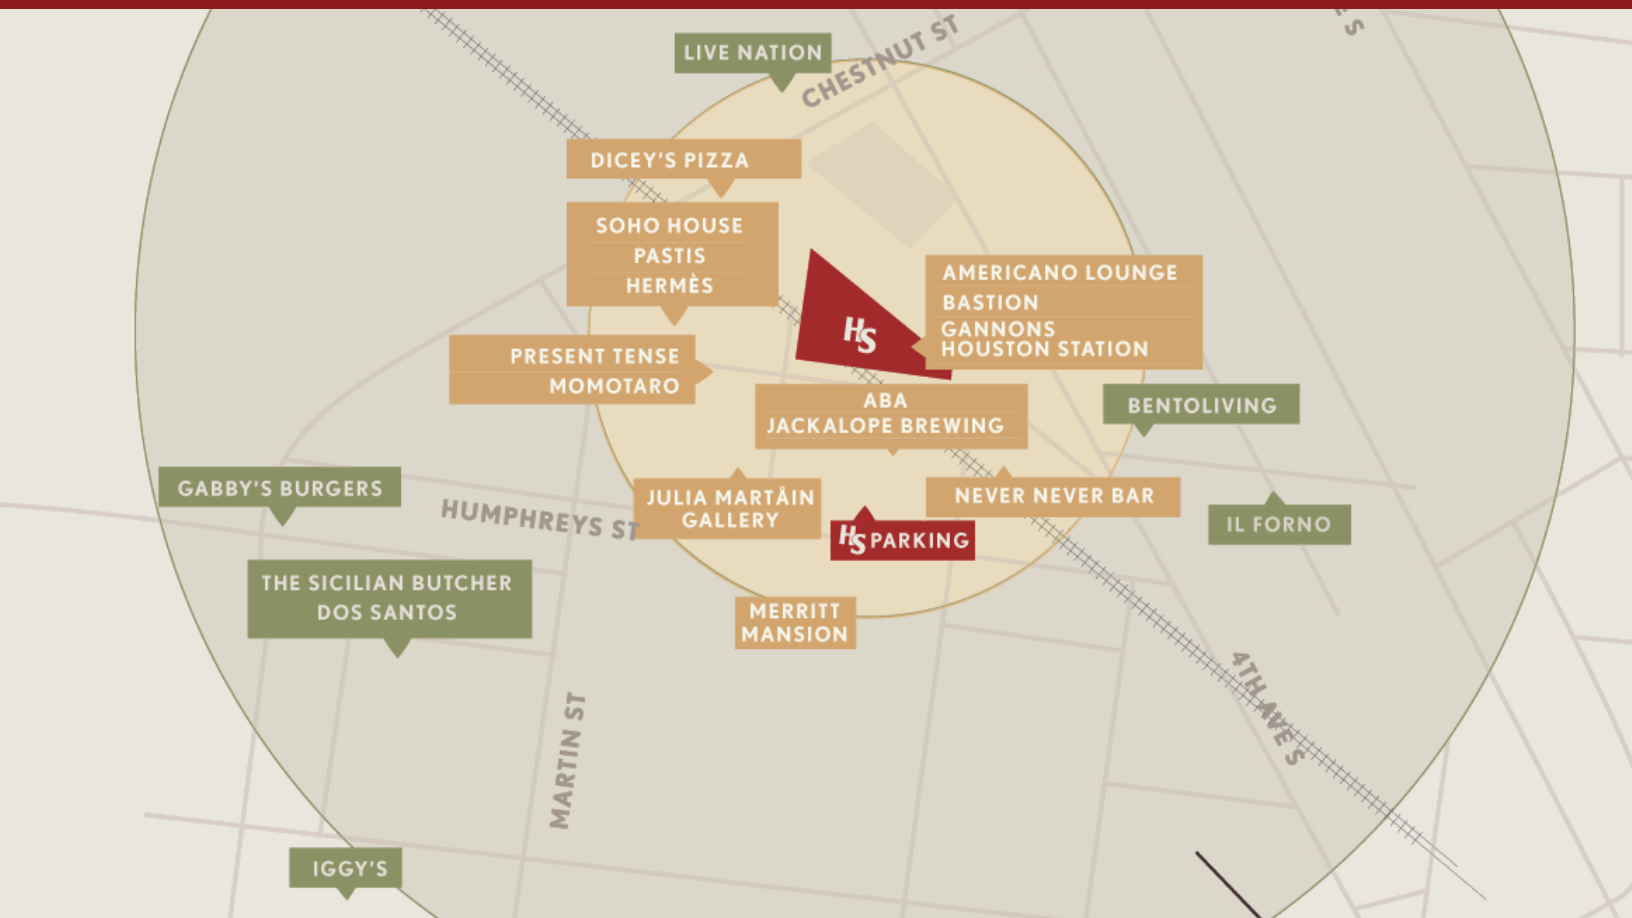 LIVE NATION
CHESTNUT ST
E S
DICEY'S PIZZA
SOHO HOUSE
PASTIS
HERMÈS
HS
AMERICANO LOUNGE
BASTION
GANNONS
HOUSTON STATION
PRESENT TENSE
MOMOTARO
ABA
JACKALOPE BREWING
BENTOLIVING
GABBY'S BURGERS
HUMPHREYS ST
JULIA MARTÅIN
GALLERY
NEVER NEVER BAR
HS PARKING
IL FORNO
THE SICILIAN BUTCHER
DOS SANTOS
MERRITT
MANSION
4TH AVE S
MARTIN ST
IGGY'S